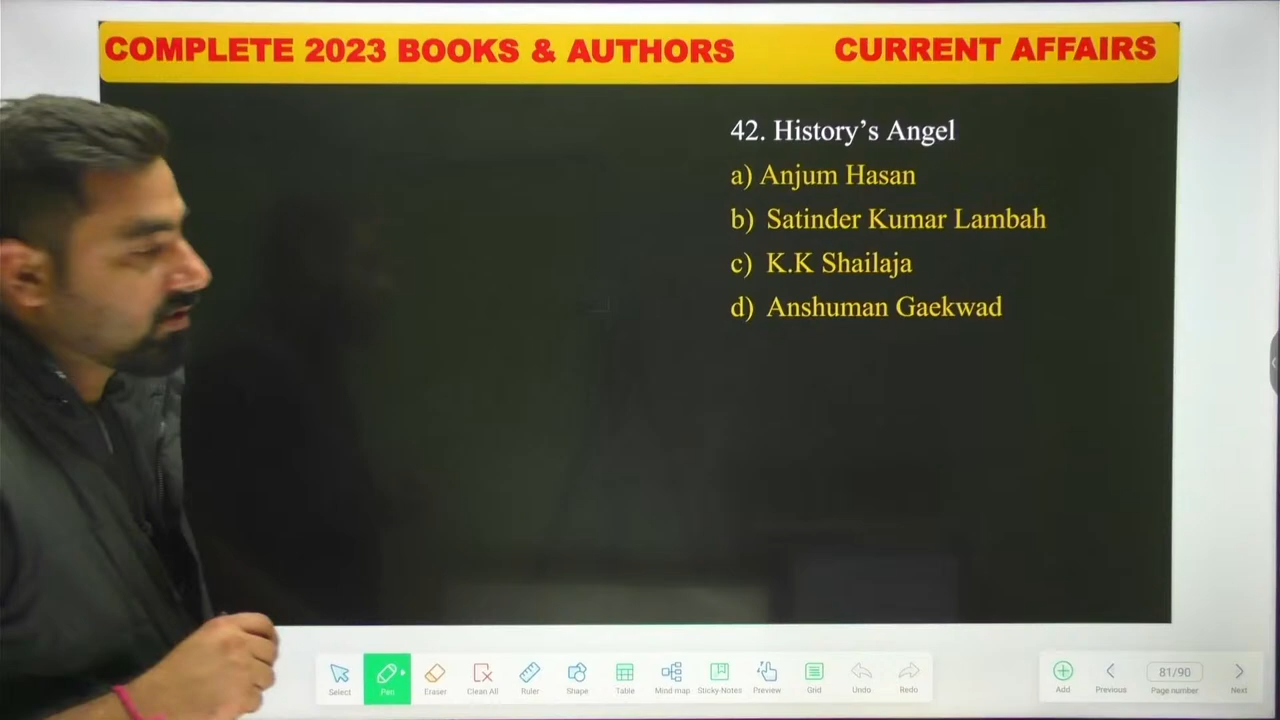 COMPLETE 2023 BOOKS & AUTHORS CURRENT AFFAIRS
42. History’s Angel
a) Anjum Hasan
b) Satinder Kumar Lambah
c) K.K Shailaja
d) Anshuman Gaekwad
Select Pen Eraser Clean All Ruler Shape Table Mind map Sticky-Notes Preview Grid Undo Redo Add Previous 81/90 Page number Next